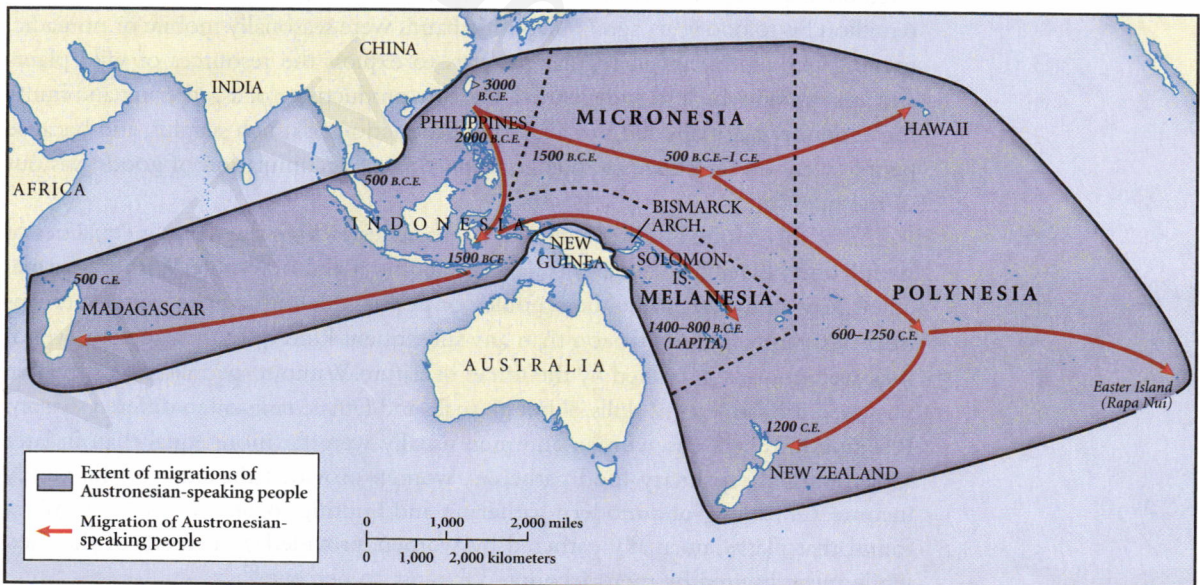 CHINA
INDIA
3000
B.C.E.
PHILIPPINES
2000 B.C.E.
MICRONESIA
HAWAII
1500 B.C.E.
500 B.C.E.–1 C.E.
500 B.C.E.
AFRICA
INDONESIA
BISMARCK
ARCH.
NEW
GUINEA
SOLOMON
IS.
1500 BCE
500 C.E.
MADAGASCAR
MELANESIA
POLYNESIA
1400–800 B.C.E.
(LAPITA)
600–1250 C.E.
AUSTRALIA
Easter Island
(Rapa Nui)
1200 C.E.
NEW ZEALAND
Extent of migrations of
Austronesian-speaking people
Migration of Austronesian-
speaking people
0 1,000 2,000 miles
0 1,000 2,000 kilometers